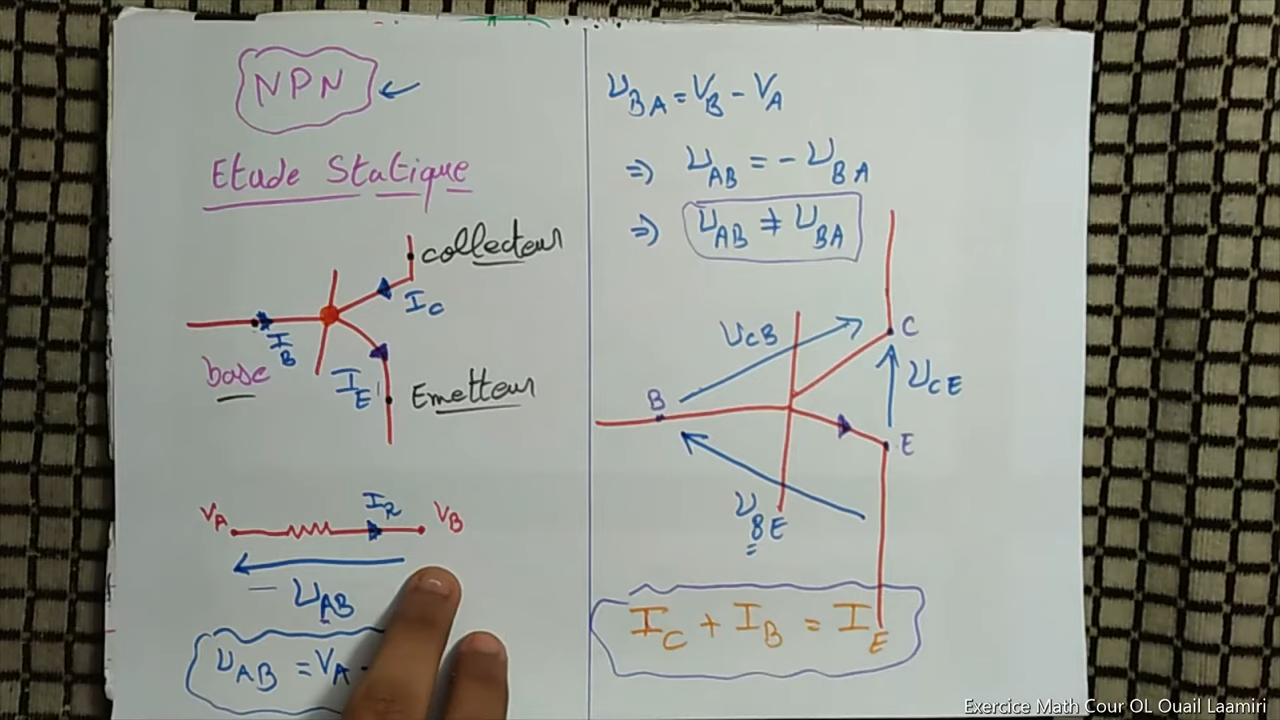 NPN
Etude Statique
collecteur
I_C
I_B
base
I_E
Emetteur
V_A
I_R
V_B
U_AB
U_AB = V_A -
U_BA = V_B - V_A
⇒ U_AB = - U_BA
⇒ U_AB ≠ U_BA
U_CB
C
B
U_CE
E
U_BE
I_C + I_B = I_E
Exercice Math Cour OL Ouail Laamiri